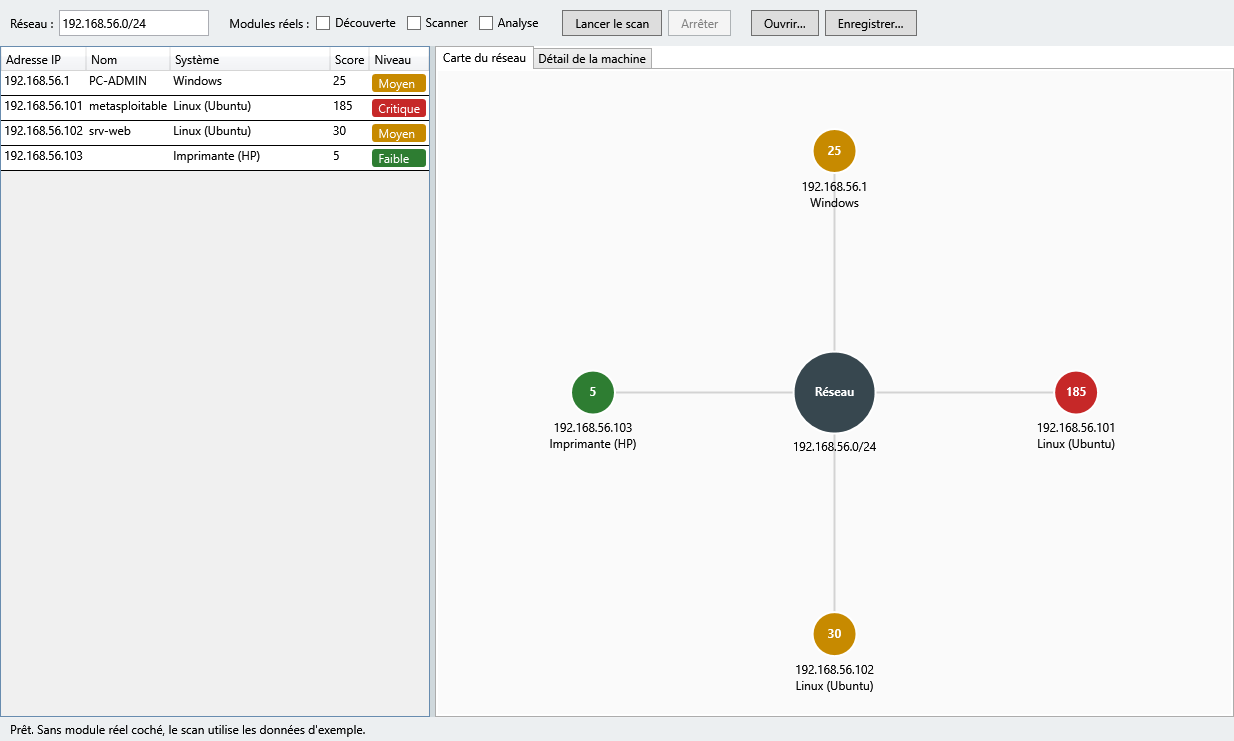 Réseau : 192.168.56.0/24 Modules réels : Découverte Scanner Analyse Lancer le scan Arrêter Ouvrir... Enregistrer...
Adresse IP Nom Système Score Niveau
192.168.56.1 PC-ADMIN Windows 25 Moyen
192.168.56.101 metasploitable Linux (Ubuntu) 185 Critique
192.168.56.102 srv-web Linux (Ubuntu) 30 Moyen
192.168.56.103 Imprimante (HP) 5 Faible
Carte du réseau Détail de la machine
25
192.168.56.1
Windows
5
192.168.56.103
Imprimante (HP)
Réseau
192.168.56.0/24
185
192.168.56.101
Linux (Ubuntu)
30
192.168.56.102
Linux (Ubuntu)
Prêt. Sans module réel coché, le scan utilise les données d'exemple.